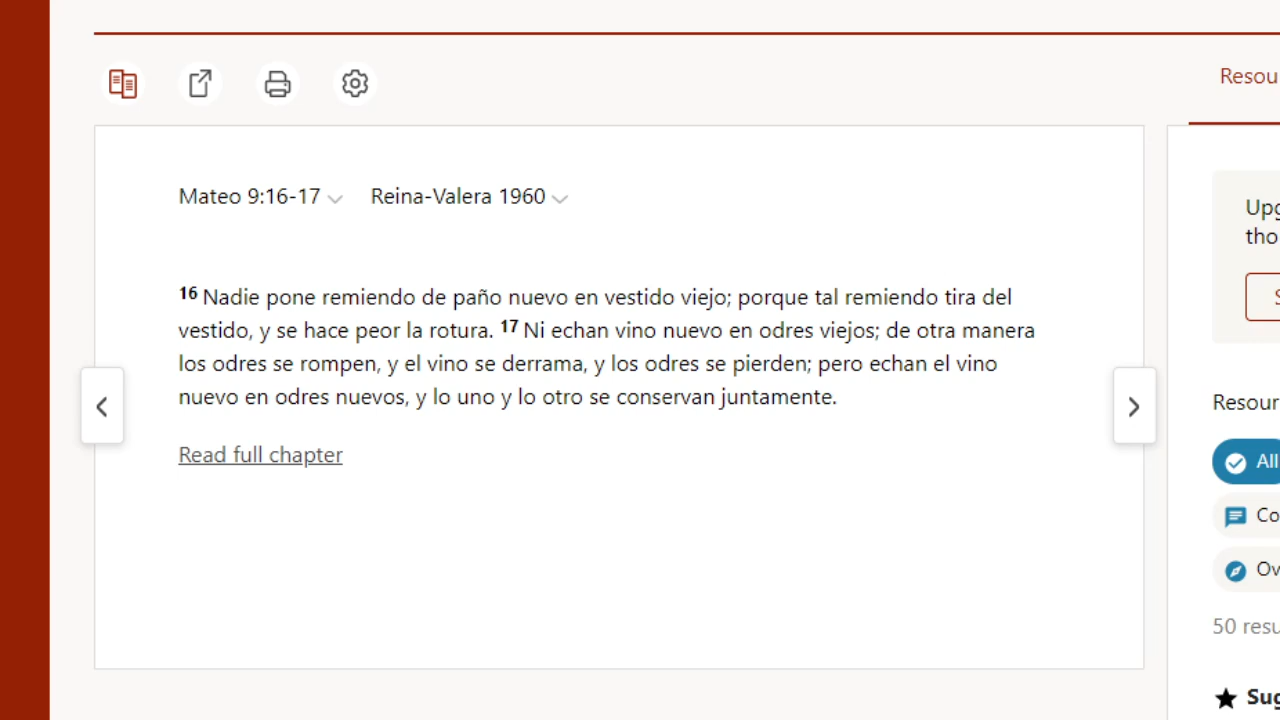 Resou
Mateo 9:16-17 Reina-Valera 1960
16 Nadie pone remiendo de paño nuevo en vestido viejo; porque tal remiendo tira del
vestido, y se hace peor la rotura. 17 Ni echan vino nuevo en odres viejos; de otra manera
los odres se rompen, y el vino se derrama, y los odres se pierden; pero echan el vino
nuevo en odres nuevos, y lo uno y lo otro se conservan juntamente.
Read full chapter
Upg
tho
S
Resour
All
Co
Ov
50 resu
Sug